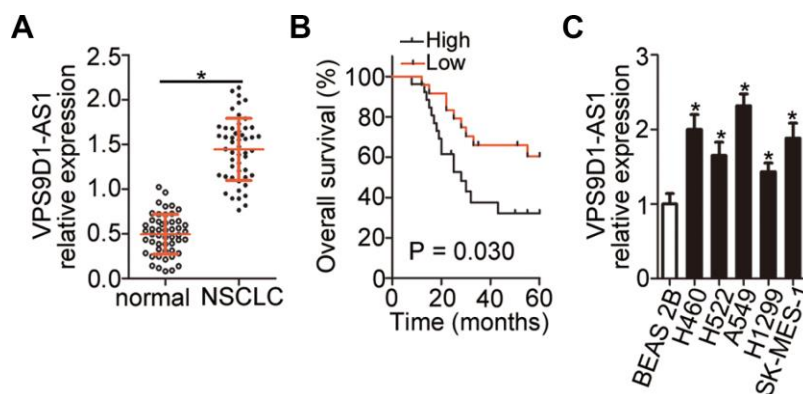 A
VPS9D1-AS1
relative expression
2.5
2.0
1.5
1.0
0.5
0.0
*
normal
NSCLC
B
High
Low
Overall survival (%)
100
80
60
40
20
P = 0.030
0
20
40
60
Time (months)
C
VPS9D1-AS1
relative expression
3
2
1
0
*
*
*
*
*
BEAS 2B
H460
H522
A549
H1299
SK-MES-1